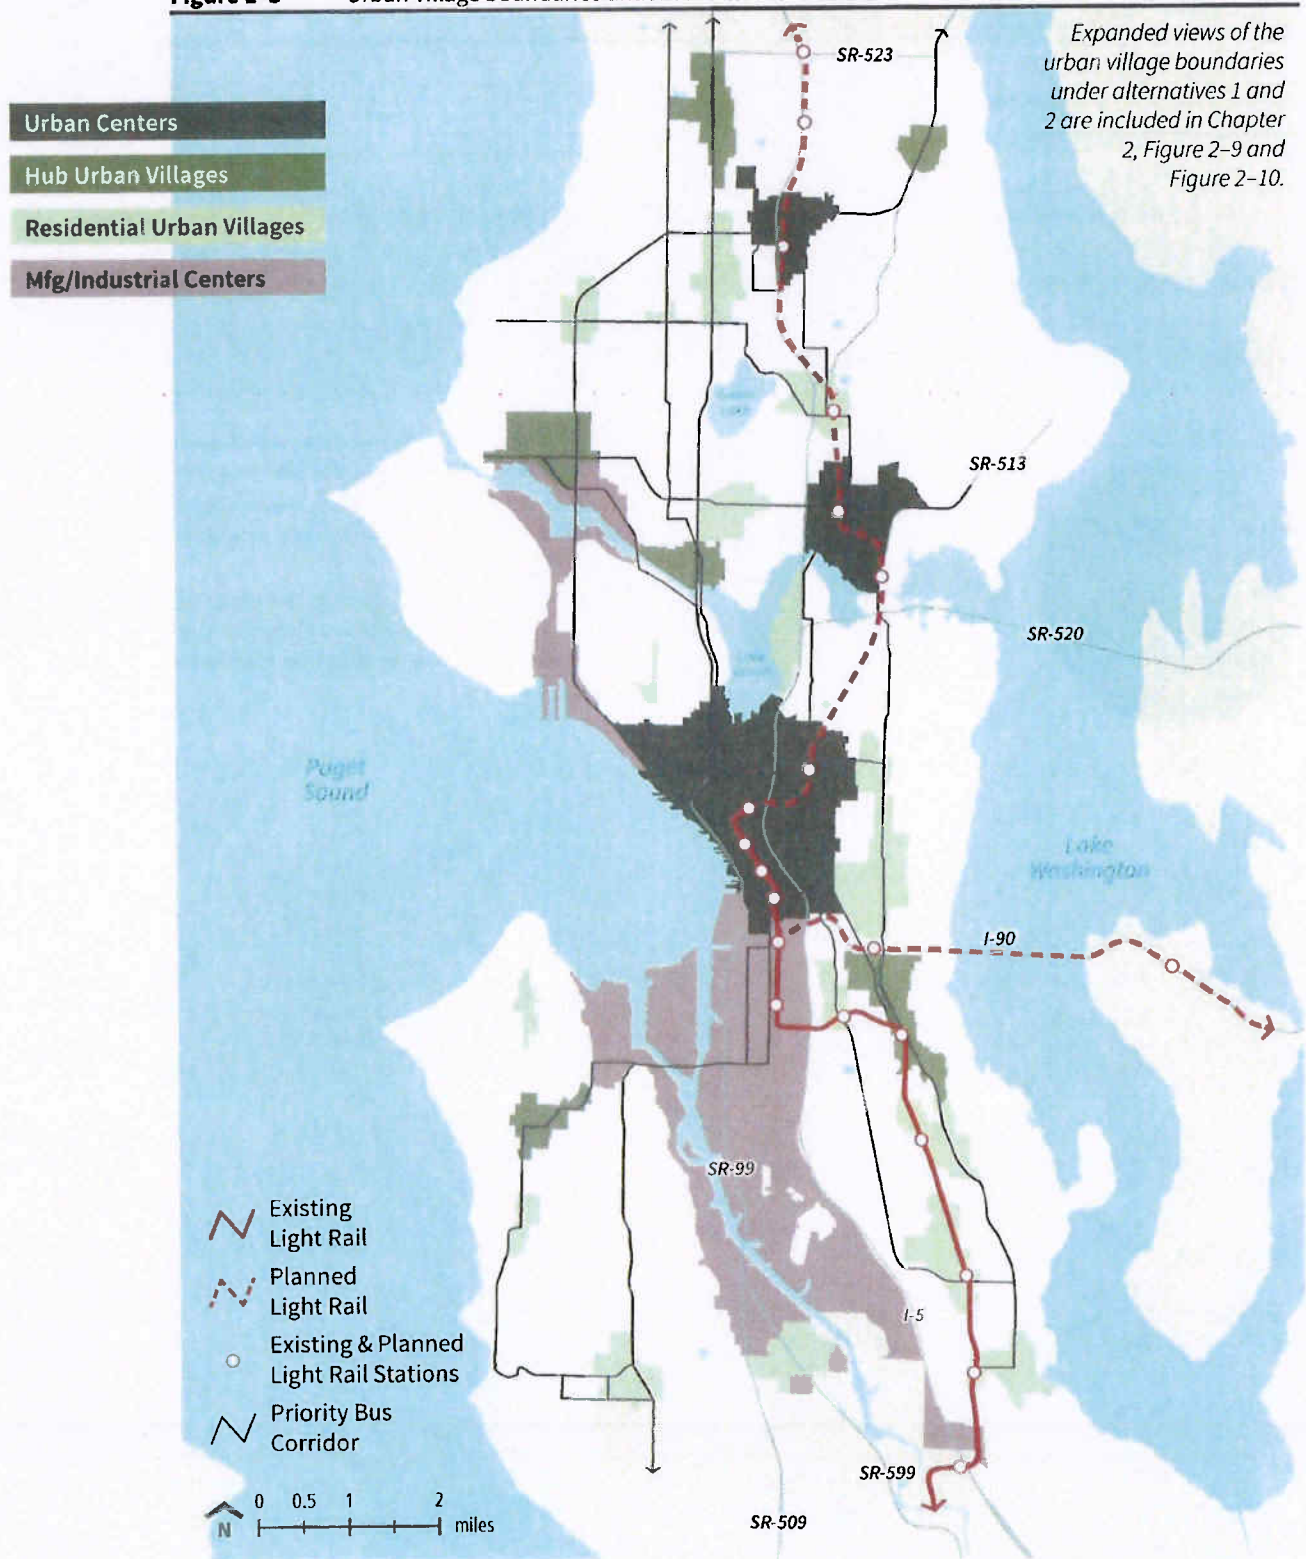 Expanded views of the
urban village boundaries
under alternatives 1 and
2 are included in Chapter
2, Figure 2–9 and
Figure 2–10.
Urban Centers
Hub Urban Villages
Residential Urban Villages
Mfg/Industrial Centers
SR-523
SR-513
SR-520
Puget
Sound
Lake
Washington
I-90
SR-99
I-5
SR-599
SR-509
Existing
Light Rail
Planned
Light Rail
Existing & Planned
Light Rail Stations
Priority Bus
Corridor
N
0 0.5 1 2
miles